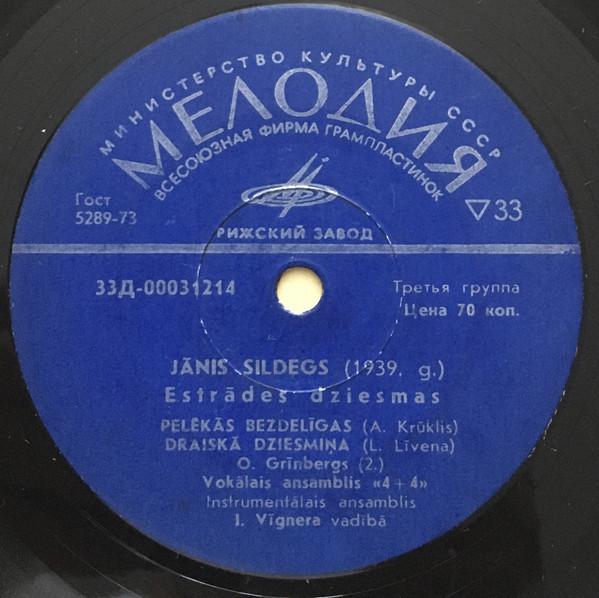 МИНИСТЕРСТВО КУЛЬТУРЫ СССР
МЕЛОДИЯ
ВСЕСОЮЗНАЯ ФИРМА ГРАМПЛАСТИНОК
Гост
5289-73
▽33
РИЖСКИЙ ЗАВОД
33Д-00031214
Третья группа
Цена 70 коп.
JĀNIS SILDEGS (1939. g.)
Estrādes dziesmas
PELĒKĀS BEZDELĪGAS (A. Krūklis)
DRAISKĀ DZIESMIŅA (L. Līvena)
O. Grīnbergs (2.)
Vokālais ansamblis «4+4»
Instrumentālais ansamblis
I. Vīgnera vadībā